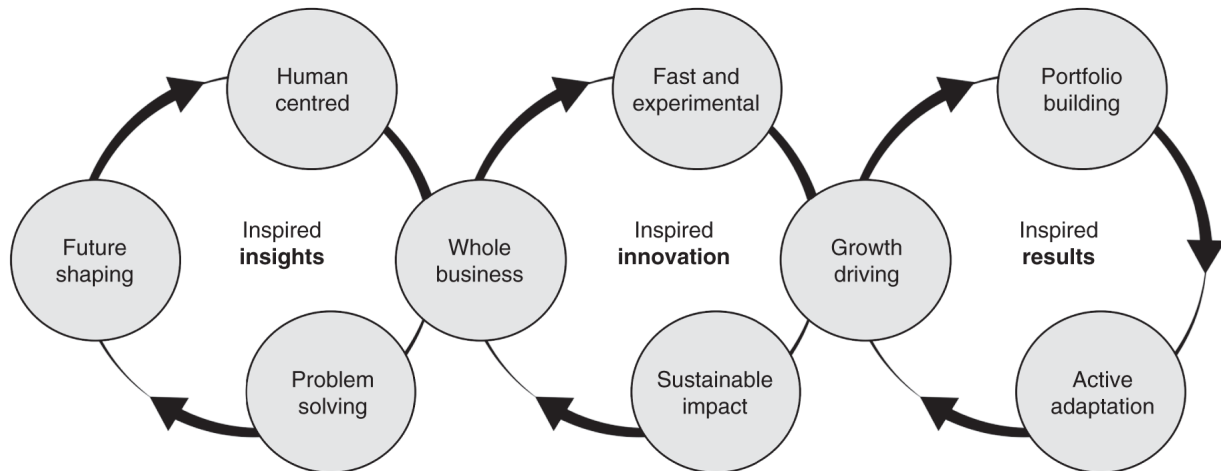 Human
centred
Fast and
experimental
Portfolio
building
Future
shaping
Inspired
insights
Whole
business
Inspired
innovation
Growth
driving
Inspired
results
Problem
solving
Sustainable
impact
Active
adaptation